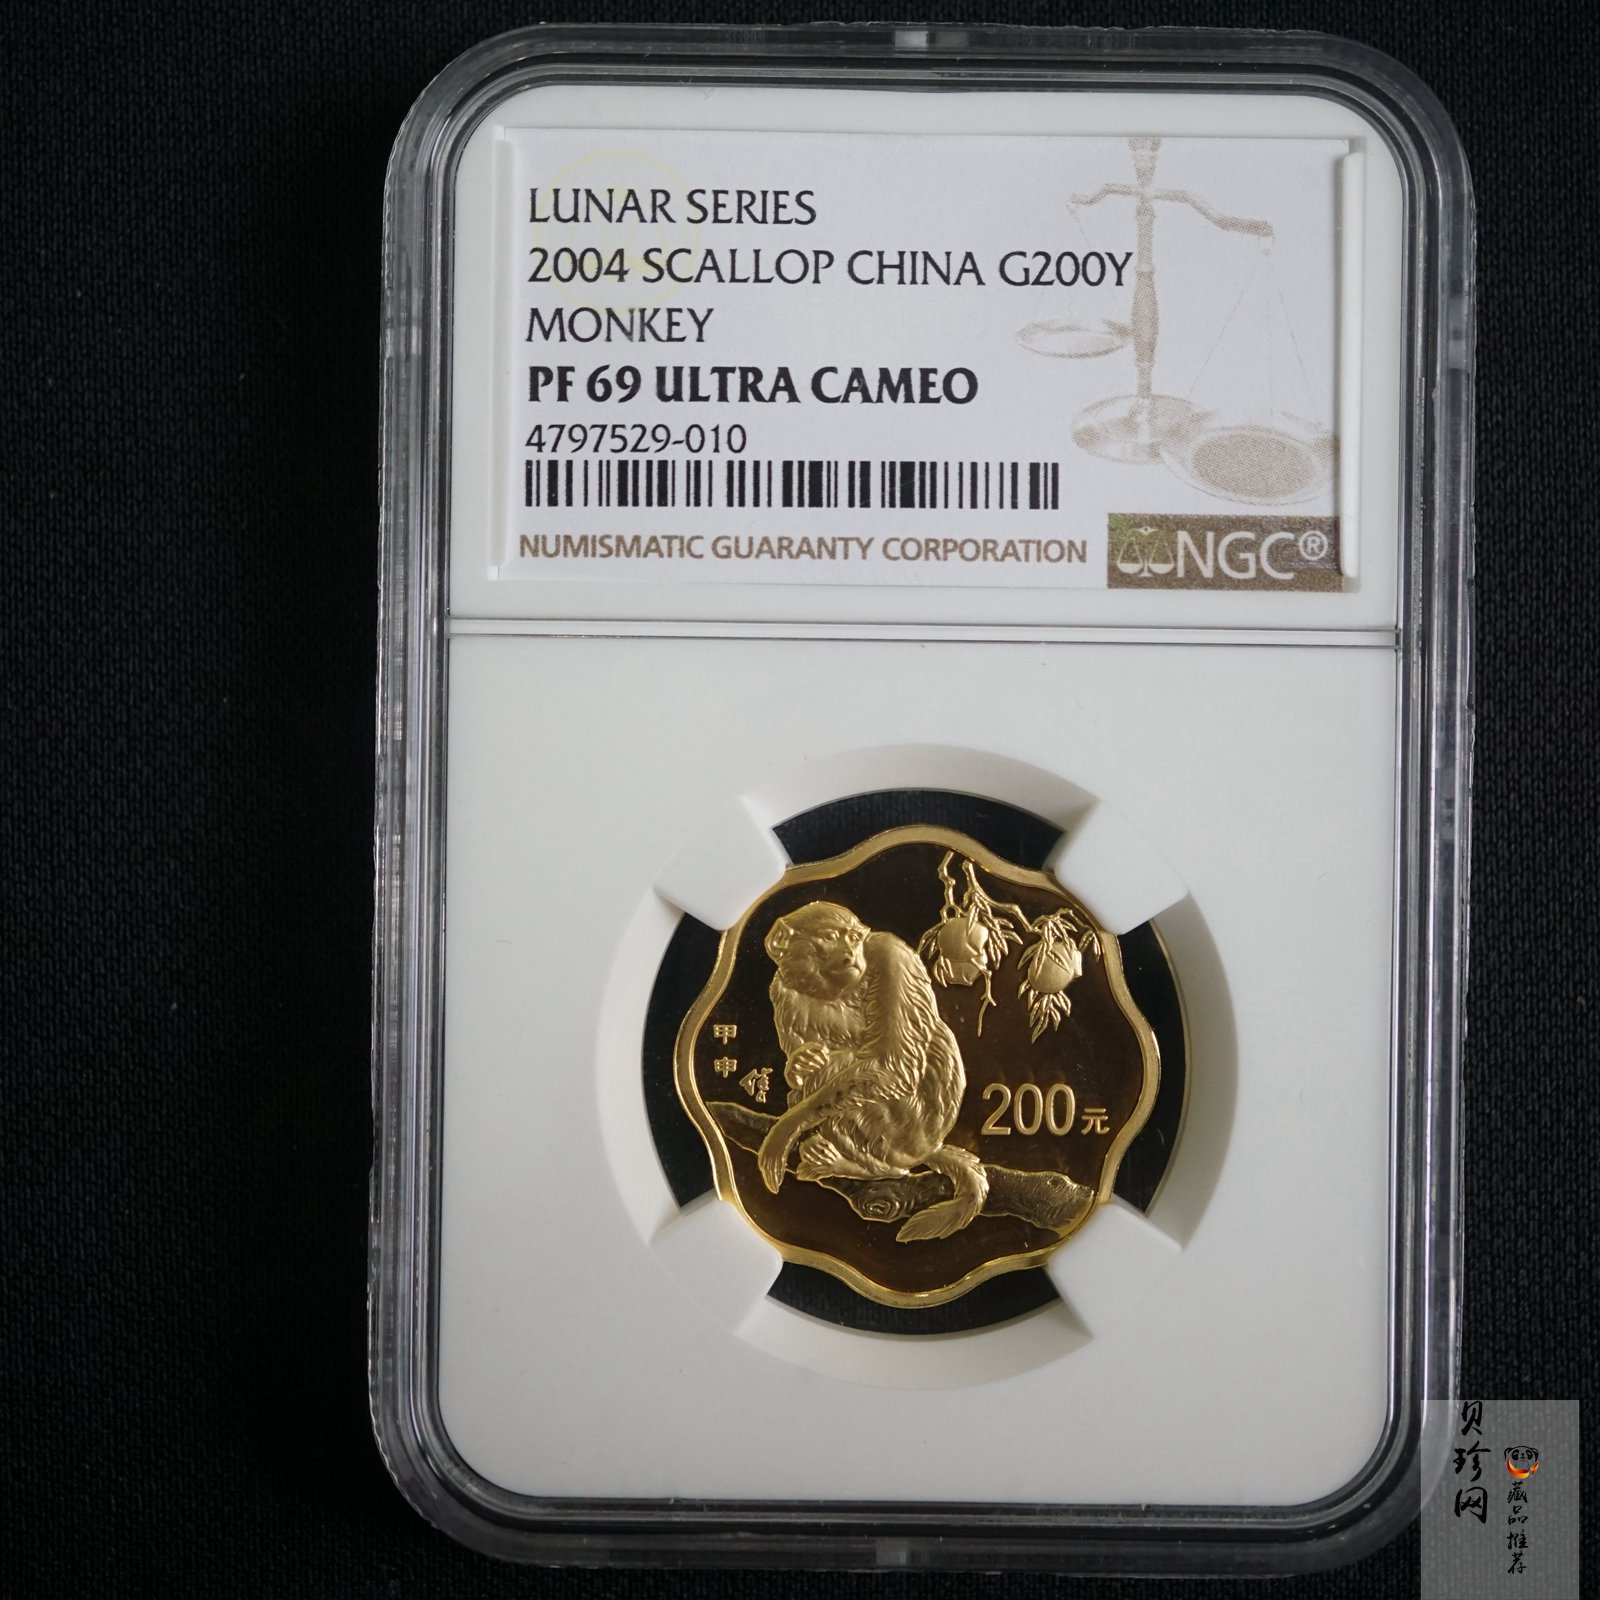 LUNAR SERIES
2004 SCALLOP CHINA G200Y
MONKEY
PF 69 ULTRA CAMEO
4797529-010
NUMISMATIC GUARANTY CORPORATION
NGC®
甲申
200元
贝珍网
藏品推荐